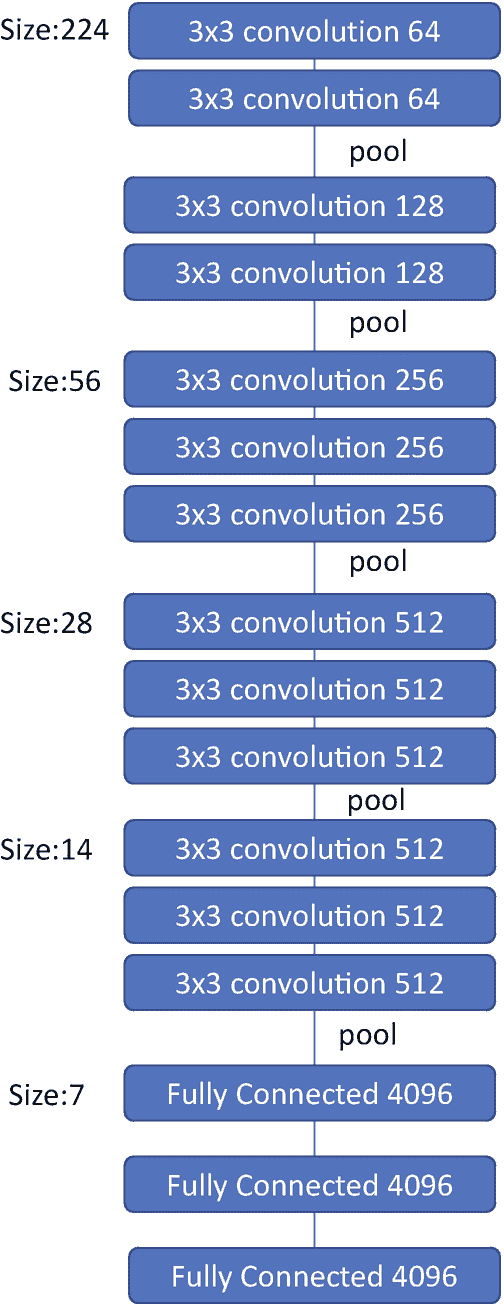 Size:224
3x3 convolution 64
3x3 convolution 64
pool
3x3 convolution 128
3x3 convolution 128
pool
Size:56
3x3 convolution 256
3x3 convolution 256
3x3 convolution 256
pool
Size:28
3x3 convolution 512
3x3 convolution 512
3x3 convolution 512
pool
Size:14
3x3 convolution 512
3x3 convolution 512
3x3 convolution 512
pool
Size:7
Fully Connected 4096
Fully Connected 4096
Fully Connected 4096